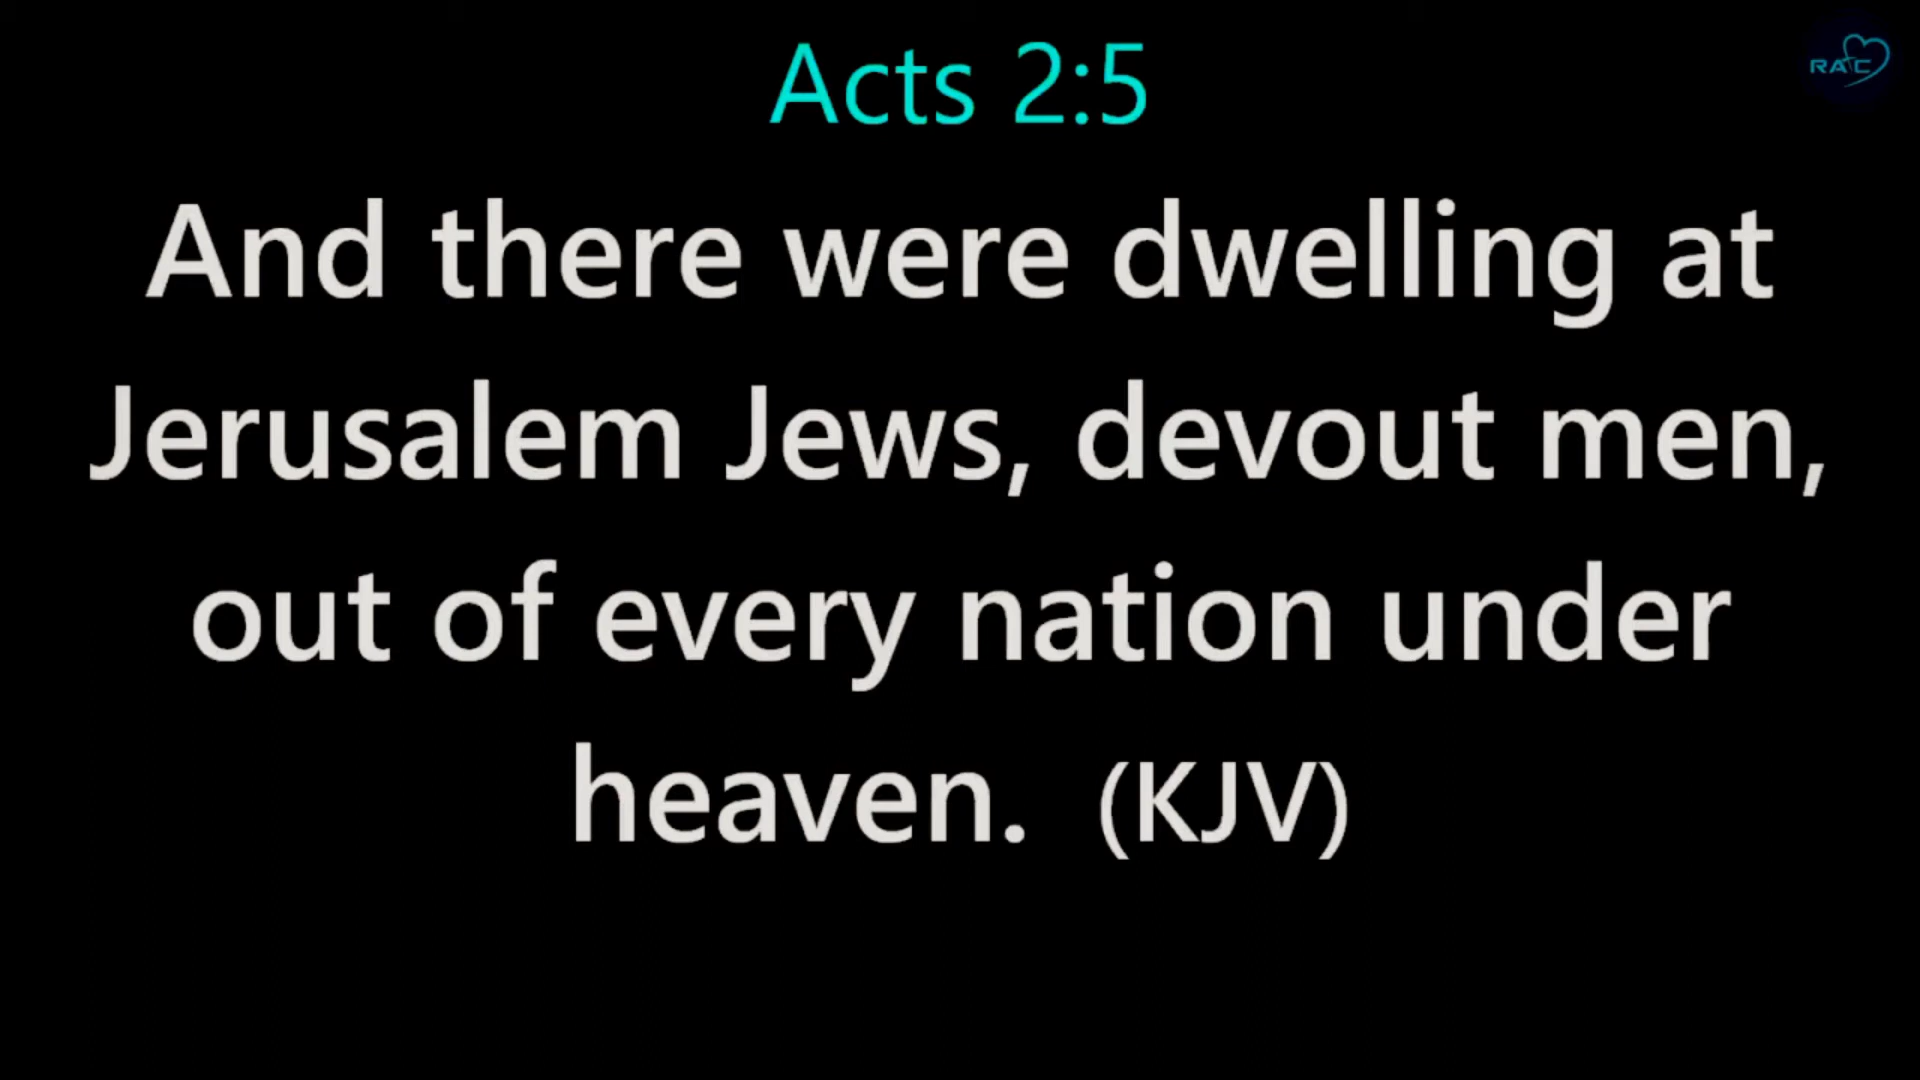 Acts 2:5
RAC
And there were dwelling at
Jerusalem Jews, devout men,
out of every nation under
heaven. (KJV)